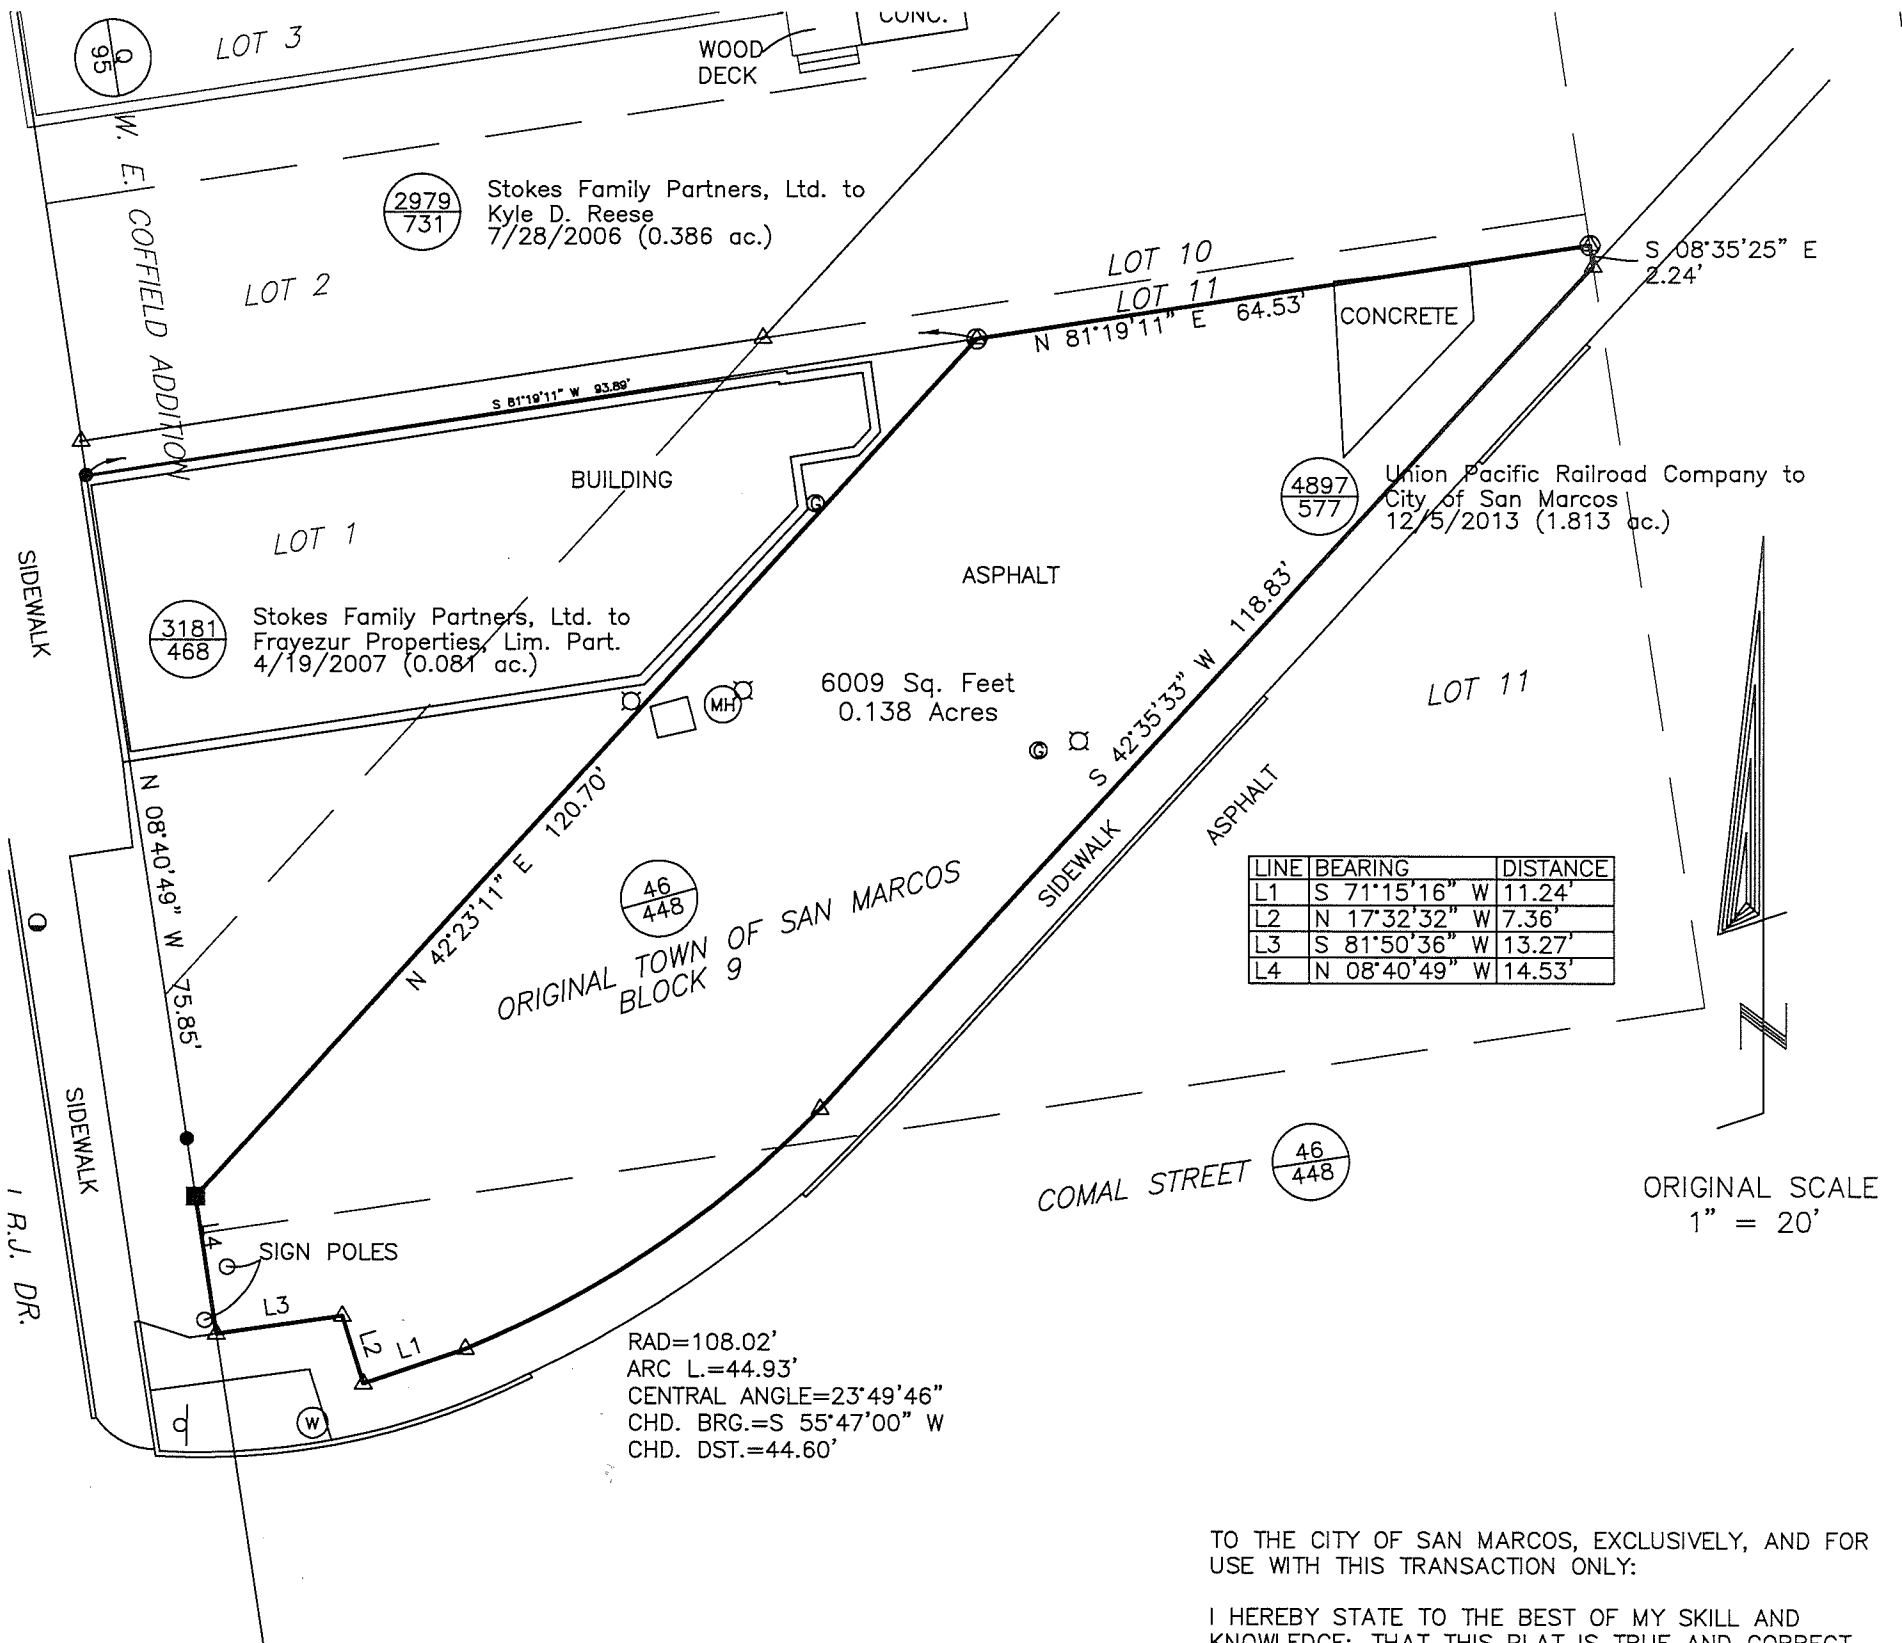 CONC.
LOT 3
Q
95
WOOD
DECK
W. E. COFFIELD ADDITION
2979
731
Stokes Family Partners, Ltd. to
Kyle D. Reese
7/28/2006 (0.386 ac.)
LOT 2
LOT 10
LOT 11
N 81°19'11" E 64.53'
S 08°35'25" E
2.24'
CONCRETE
S 81°19'11" W 93.89'
BUILDING
LOT 1
G
4897
577
Union Pacific Railroad Company to
City of San Marcos
12/5/2013 (1.813 ac.)
SIDEWALK
ASPHALT
3181
468
Stokes Family Partners, Ltd. to
Frayezur Properties, Lim. Part.
4/19/2007 (0.081 ac.)
S 42°35'33" W 118.83'
MH
6009 Sq. Feet
0.138 Acres
LOT 11
G
N 08°40'49" W 75.85'
N 42°23'11" E 120.70'
ASPHALT
SIDEWALK
46
448
ORIGINAL TOWN OF SAN MARCOS
BLOCK 9
LINE BEARING DISTANCE
L1 S 71°15'16" W 11.24'
L2 N 17°32'32" W 7.36'
L3 S 81°50'36" W 13.27'
L4 N 08°40'49" W 14.53'
N
SIDEWALK
COMAL STREET
46
448
ORIGINAL SCALE
1" = 20'
R.J. DR.
L4
SIGN POLES
L3
L2
L1
W
RAD=108.02'
ARC L.=44.93'
CENTRAL ANGLE=23°49'46"
CHD. BRG.=S 55°47'00" W
CHD. DST.=44.60'
TO THE CITY OF SAN MARCOS, EXCLUSIVELY, AND FOR
USE WITH THIS TRANSACTION ONLY:
I HEREBY STATE TO THE BEST OF MY SKILL AND
KNOWLEDGE; THAT THIS PLAT IS TRUE AND CORRECT